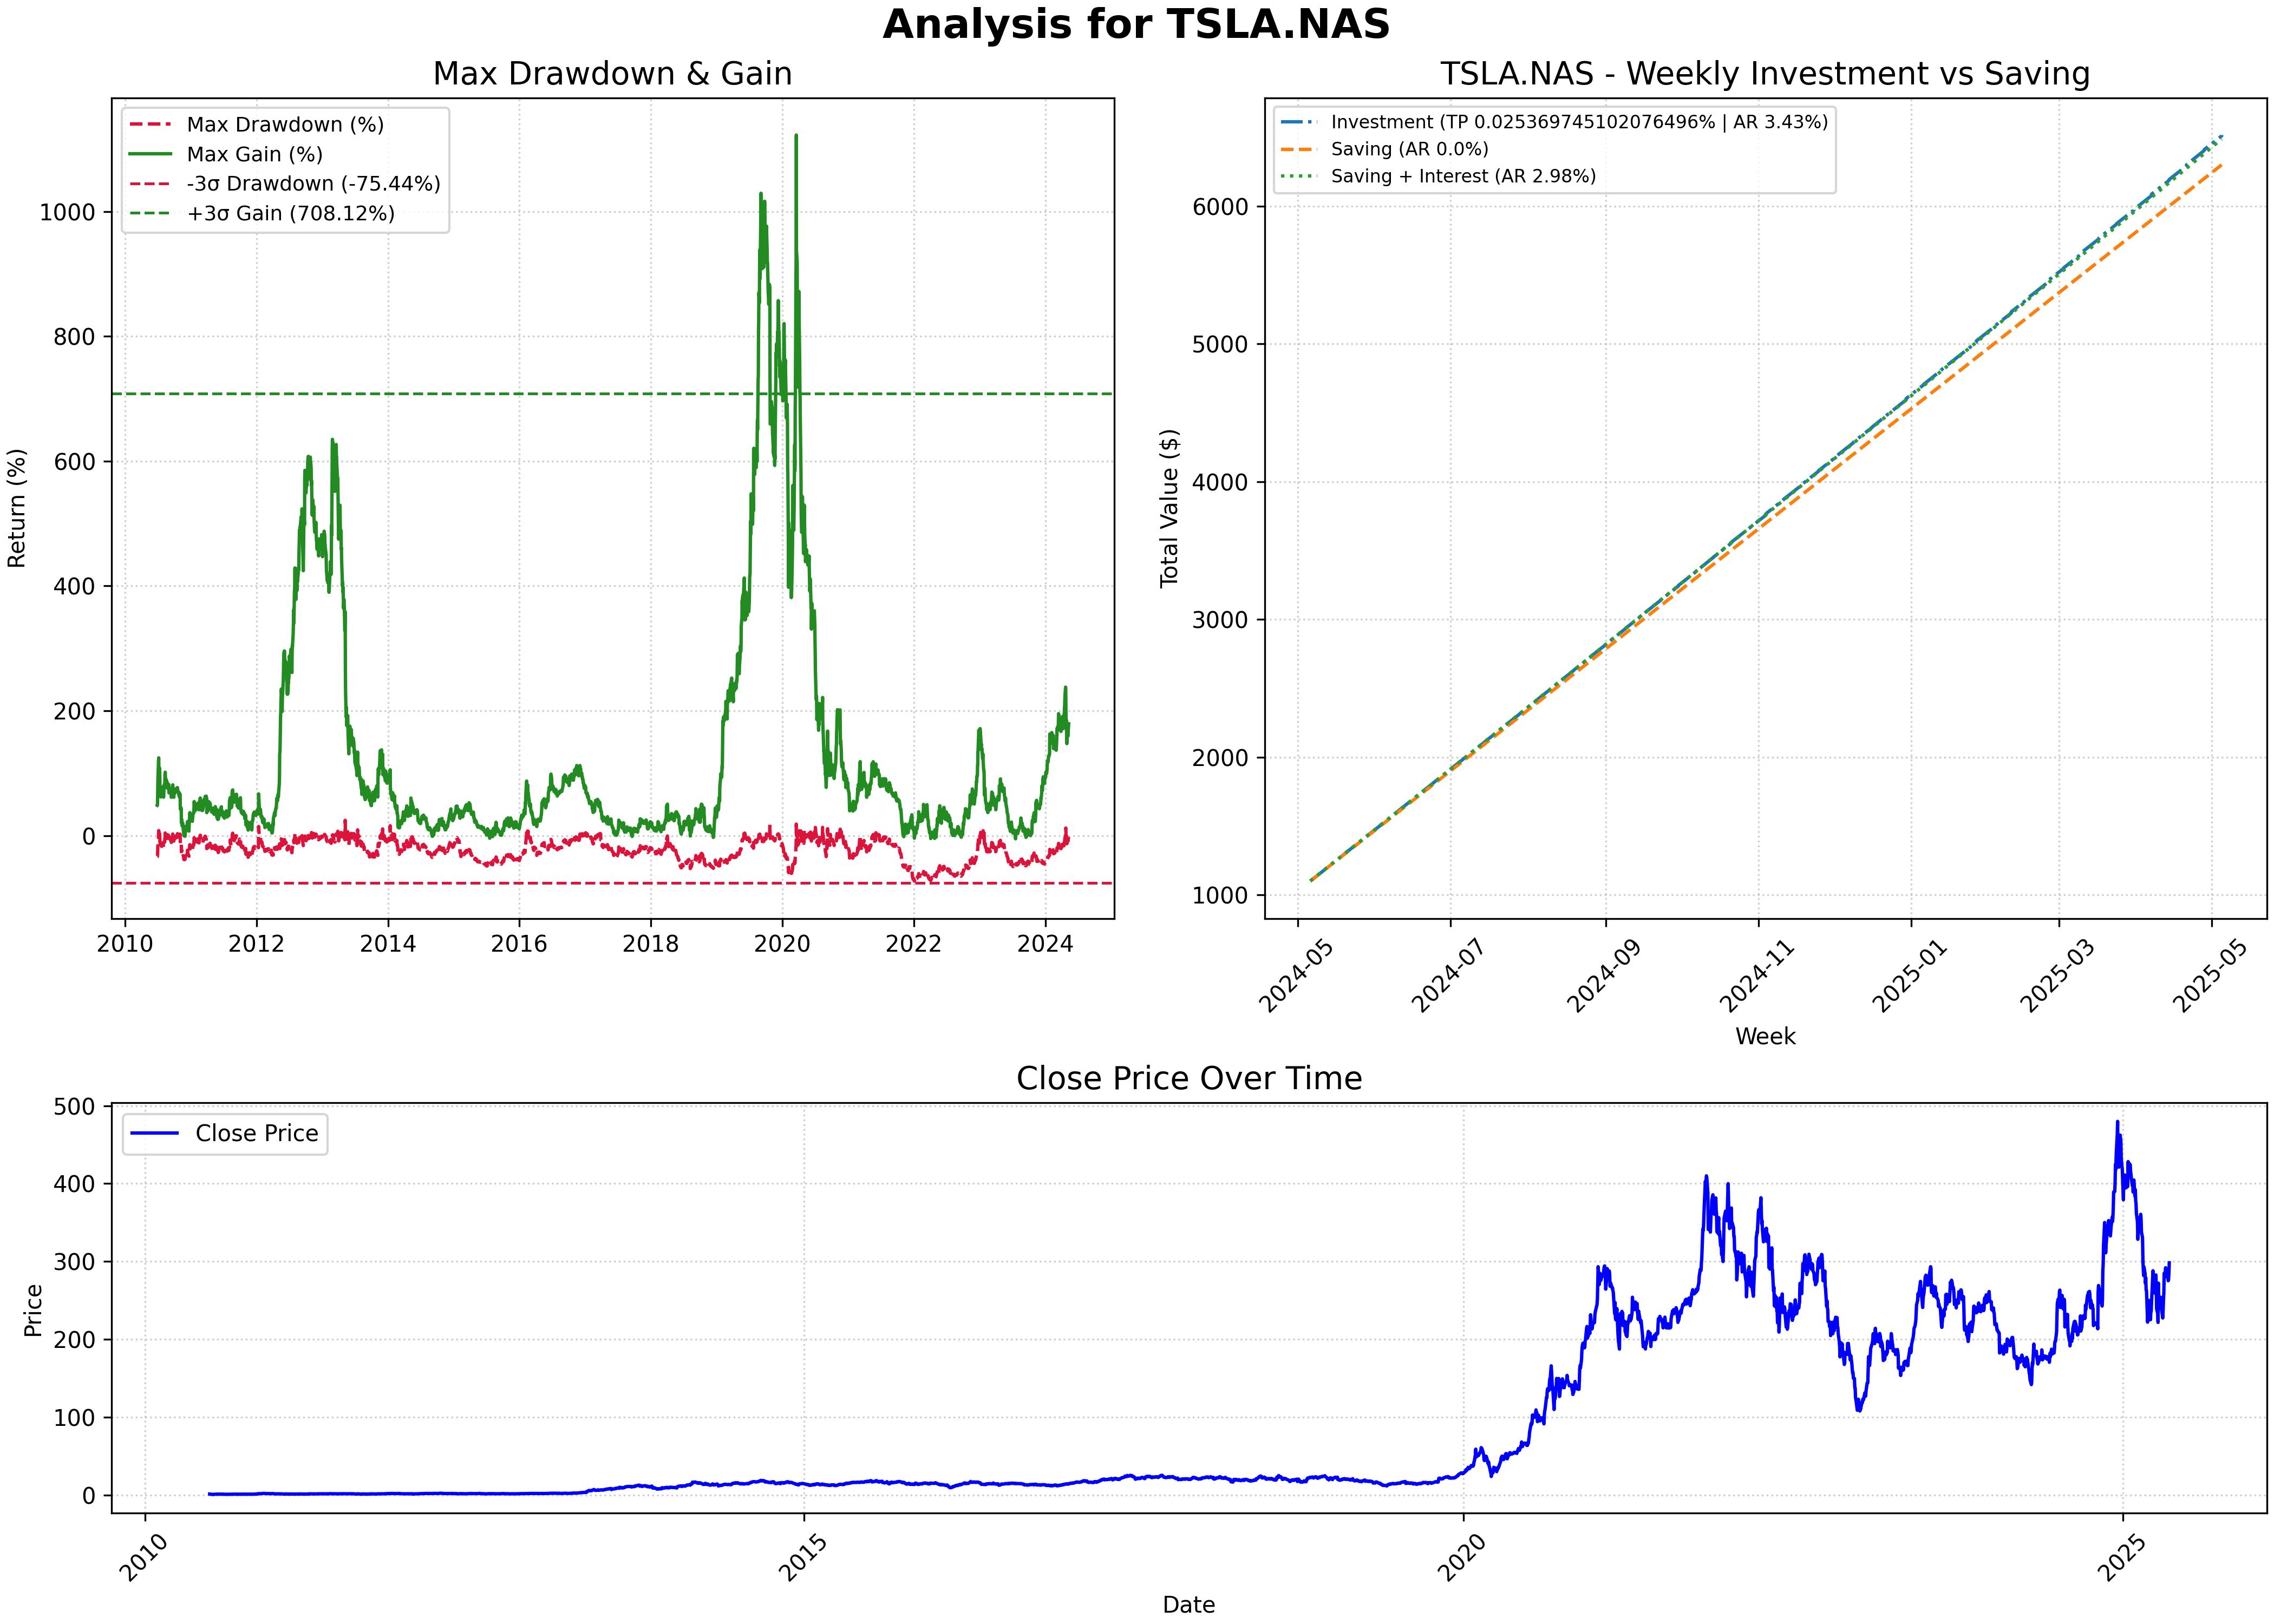 Analysis for TSLA.NAS
Max Drawdown & Gain
Max Drawdown (%)
Max Gain (%)
-3σ Drawdown (-75.44%)
+3σ Gain (708.12%)
Return (%)
1000
800
600
400
200
0
2010 2012 2014 2016 2018 2020 2022 2024
TSLA.NAS - Weekly Investment vs Saving
Investment (TP 0.025369745102076496% | AR 3.43%)
Saving (AR 0.0%)
Saving + Interest (AR 2.98%)
Total Value ($)
6000
5000
4000
3000
2000
1000
2024-05 2024-07 2024-09 2024-11 2025-01 2025-03 2025-05
Week
Close Price Over Time
Close Price
Price
500
400
300
200
100
0
2010 2015 2020 2025
Date